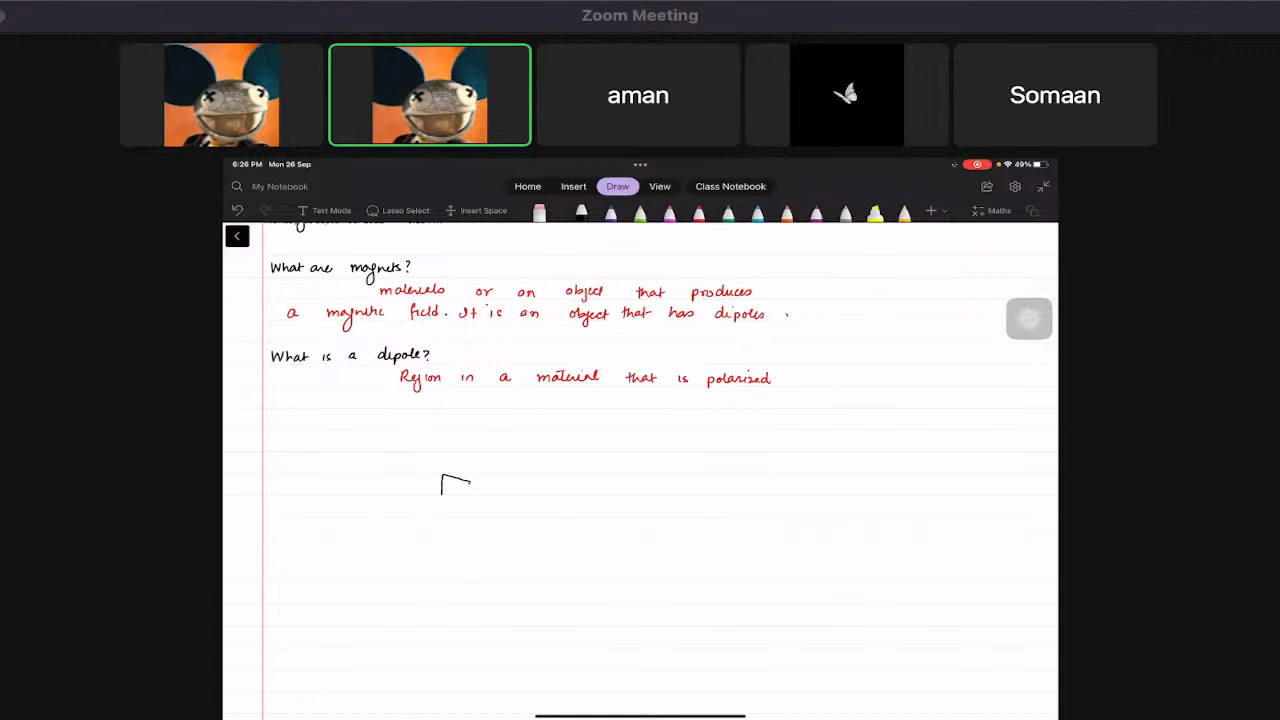 Zoom Meeting
aman
Somaan
6:26 PM Mon 26 Sep
49%
My Notebook
Home Insert Draw View Class Notebook
Text Mode Lasso Select Insert Space Maths
What are magnets?
materials or an object that produces
a magnetic field. It is an object that has dipoles.
What is a dipole?
Region in a material that is polarized